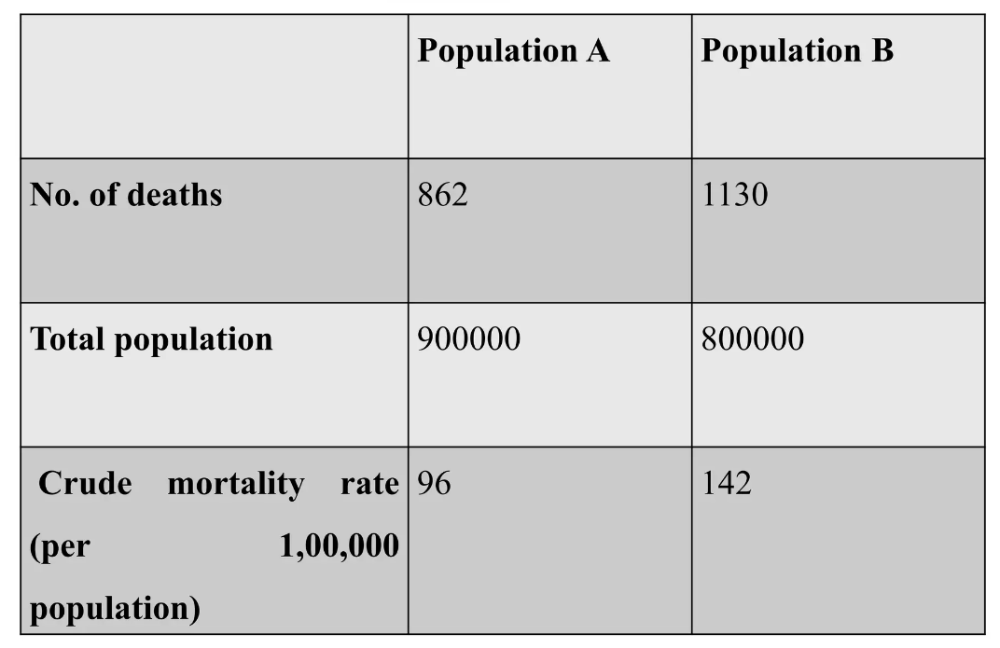 Population A Population B
No. of deaths 862 1130
Total population 900000 800000
Crude mortality rate 96 142
(per 1,00,000
population)